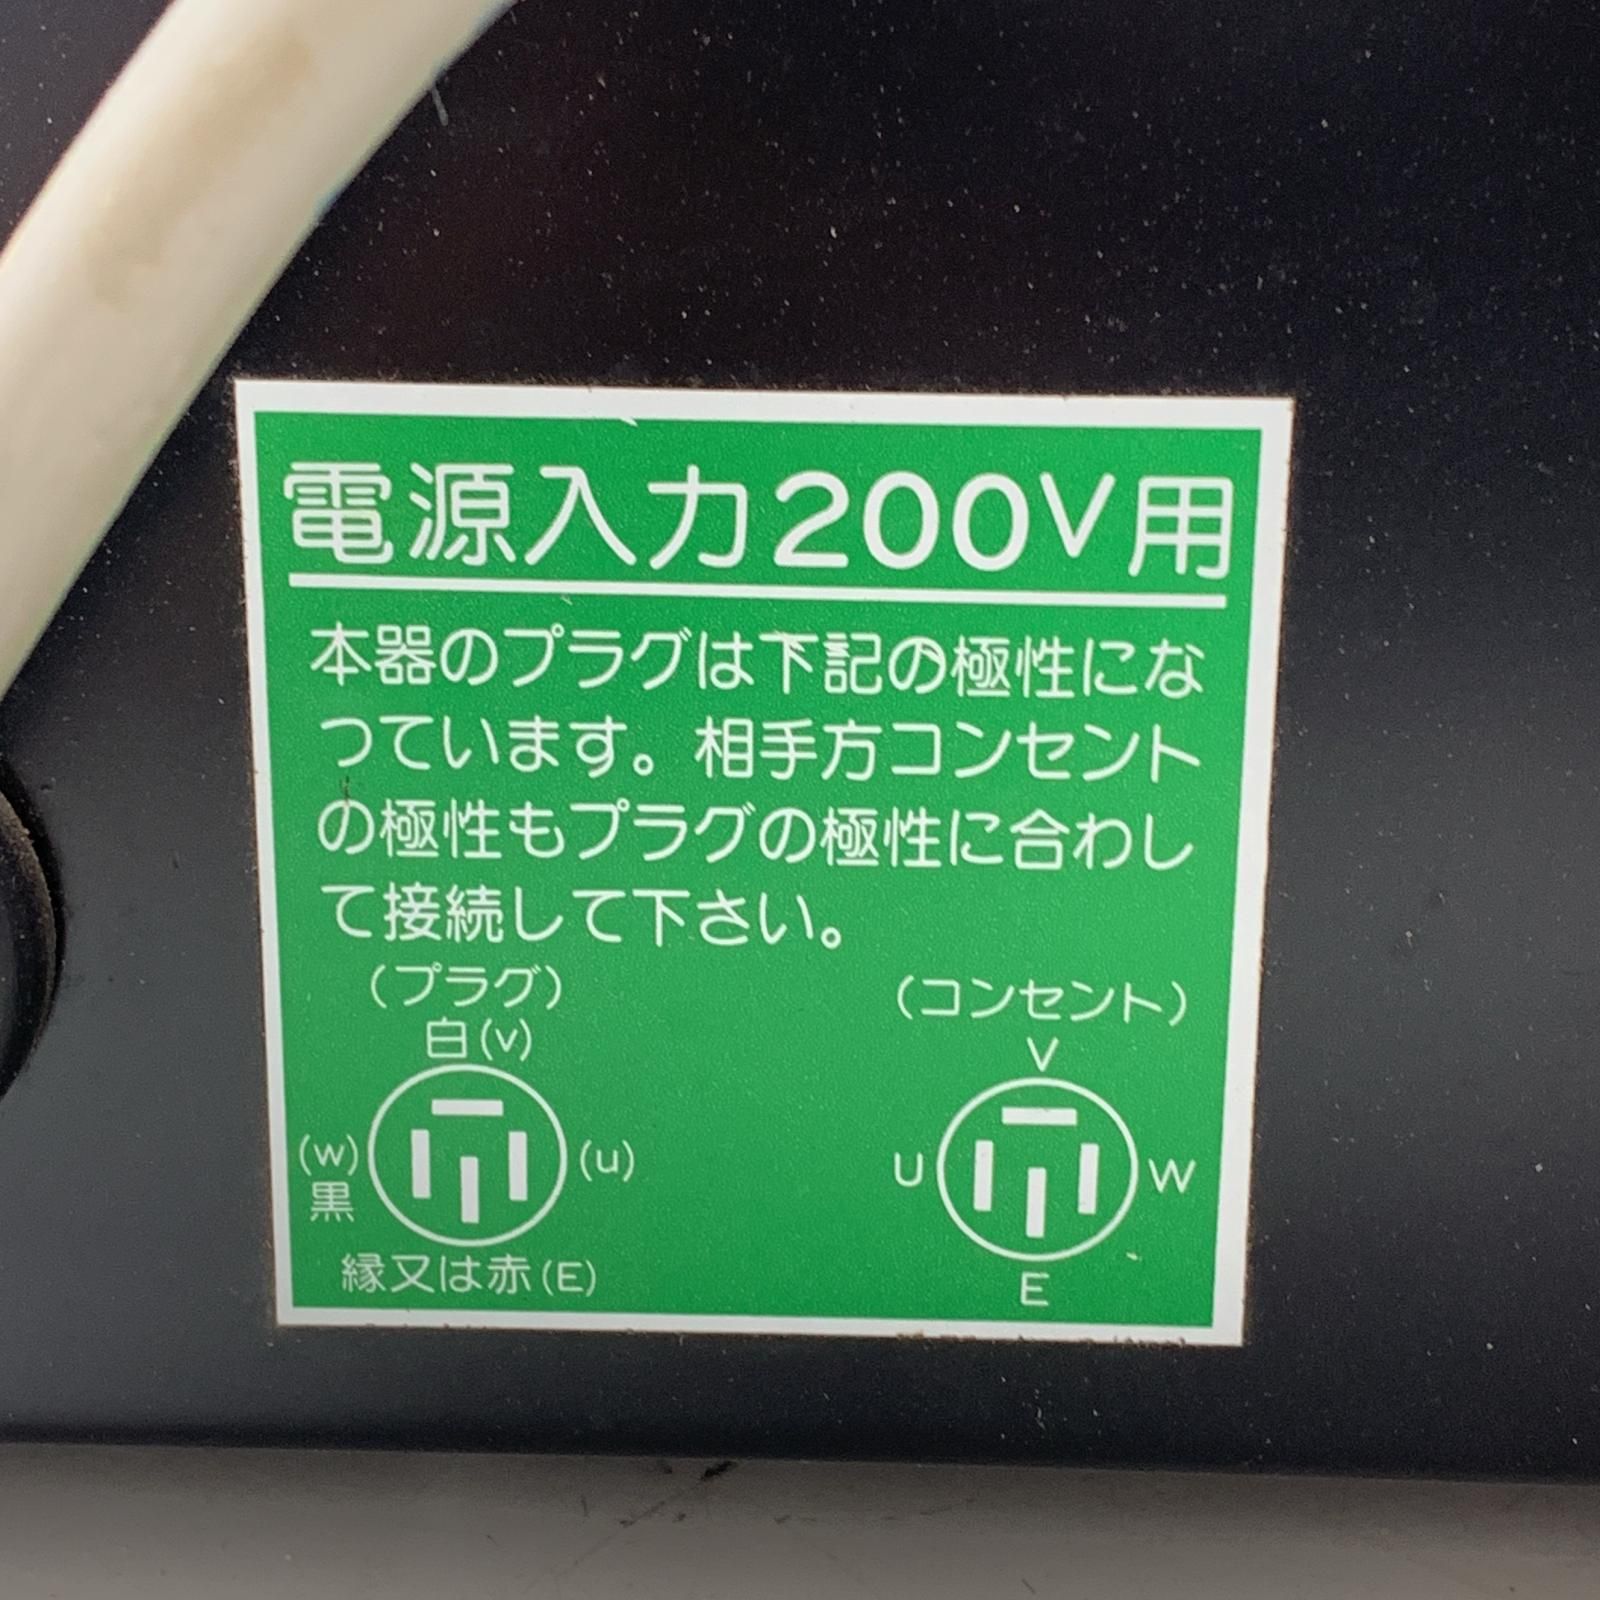 電源入力200V用
本器のプラグは下記の極性にな
っています。相手方コンセント
の極性もプラグの極性に合わし
て接続して下さい。
(プラグ)
白(v)
(w)
黒
(u)
縁又は赤(E)
(コンセント)
V
U
W
E